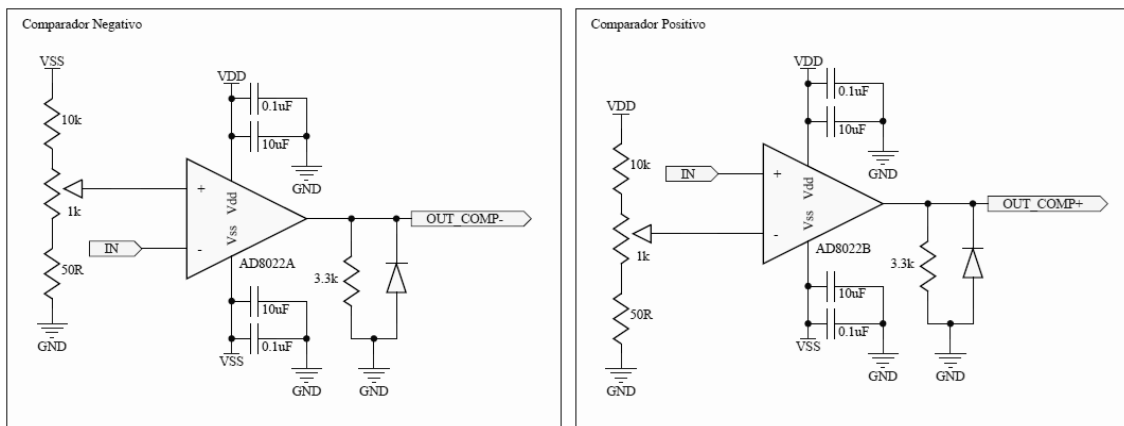 Comparador Negativo
VSS
VDD
0.1uF
10k
10uF
GND
+
Vdd
1k
OUT_COMP-
IN
-
Vss
AD8022A
50R
3.3k
10uF
GND
0.1uF
VSS
GND
GND
Comparador Positivo
VDD
VDD
0.1uF
10uF
10k
GND
IN
+
Vdd
OUT_COMP+
-
Vss
1k
AD8022B
3.3k
50R
10uF
0.1uF
GND
VSS
GND
GND